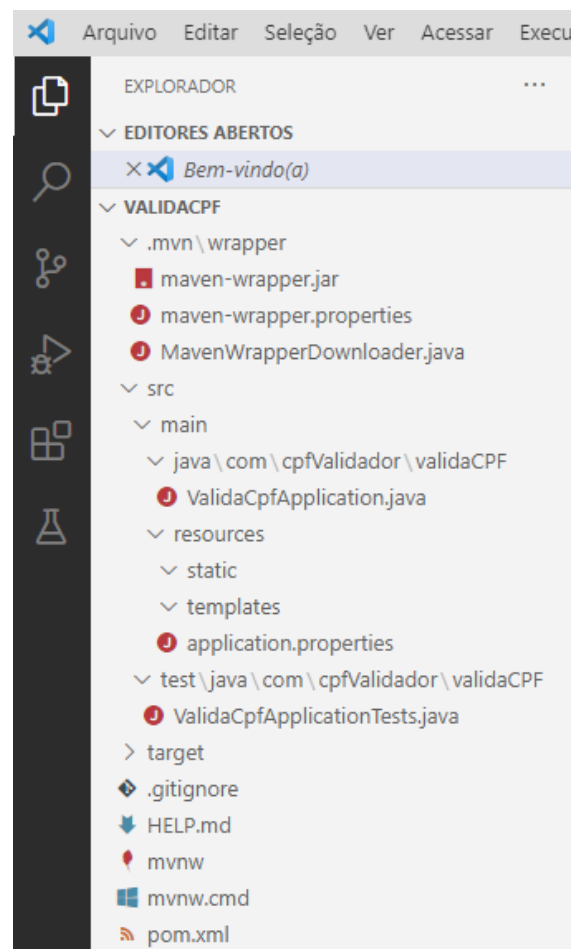 Arquivo Editar Seleção Ver Acessar Execu
EXPLORADOR ...
EDITORES ABERTOS
Bem-vindo(a)
VALIDACPF
.mvn\wrapper
maven-wrapper.jar
maven-wrapper.properties
MavenWrapperDownloader.java
src
main
java\com\cpfValidador\validaCPF
ValidaCpfApplication.java
resources
static
templates
application.properties
test\java\com\cpfValidador\validaCPF
ValidaCpfApplicationTests.java
target
.gitignore
HELP.md
mvnw
mvnw.cmd
pom.xml